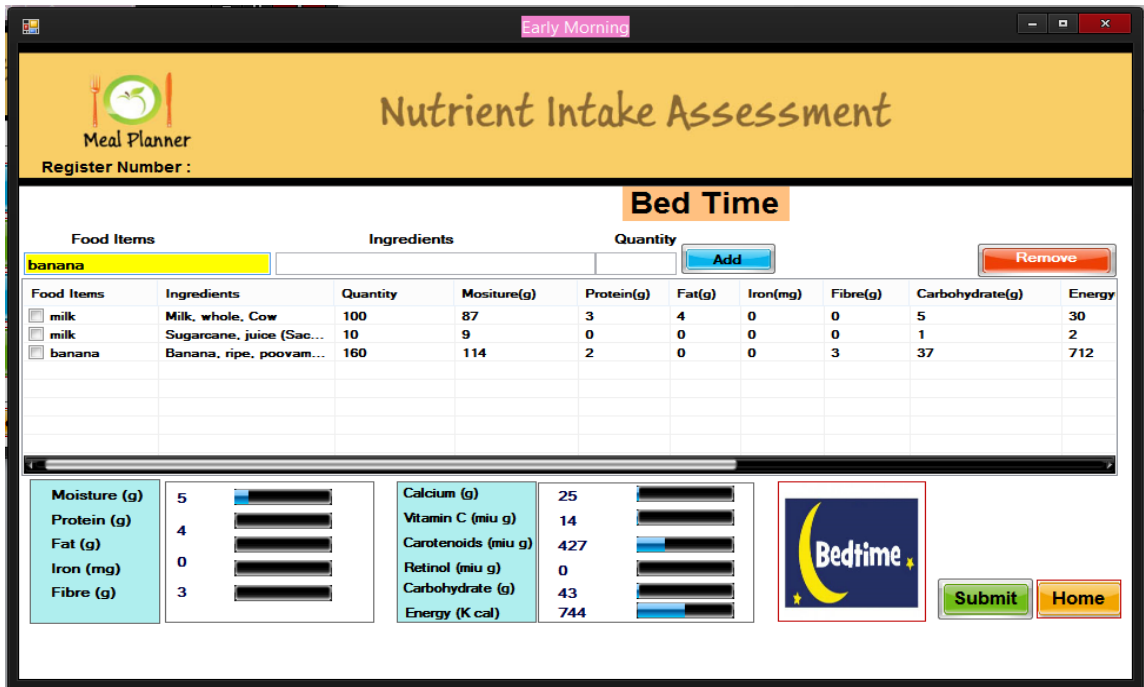 Early Morning
Nutrient Intake Assessment
Meal Planner
Register Number :
Bed Time
Food Items Ingredients Quantity
banana Add Remove
Food Items Ingredients Quantity Mositure(g) Protein(g) Fat(g) Iron(mg) Fibre(g) Carbohydrate(g) Energy
milk Milk, whole, Cow 100 87 3 4 0 0 5 30
milk Sugarcane, juice (Sac... 10 9 0 0 0 0 1 2
banana Banana, ripe, poovam... 160 114 2 0 0 3 37 712
Moisture (g) 5
Protein (g) 4
Fat (g)
Iron (mg) 0
Fibre (g) 3
Calcium (g) 25
Vitamin C (miu g) 14
Carotenoids (miu g) 427
Retinol (miu g) 0
Carbohydrate (g) 43
Energy (K cal) 744
Bedtime
Submit Home